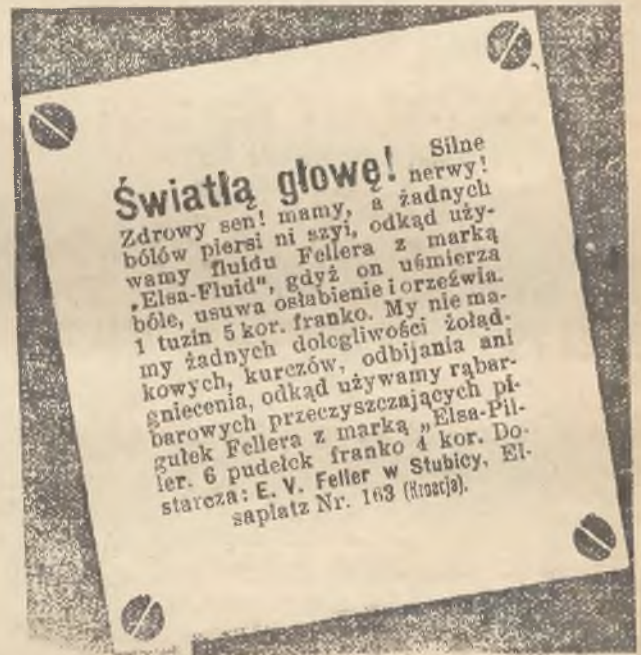 Światłą głowę! Silne nerwy!
Zdrowy sen! mamy, a żadnych
bólów piersi ni szyi, odkąd uży-
wamy fluidu Fellera z marką
„Elsa-Fluid", gdyż on uśmierza
bóle, usuwa osłabienie i orzeźwia.
1 tuzin 5 kor. franko. My nie ma-
my żadnych dolegliwości żołąd-
kowych, kurczów, odbijania ani
gniecenia, odkąd używamy rąbar-
barowych przeczyszczających pi-
gułek Fellera z marką „Elsa-Pil-
ler. 6 pudełek franko 4 kor. Do-
starcza: E. V. Feller w Stubicy, El-
saplatz Nr. 163 (Kroacja).